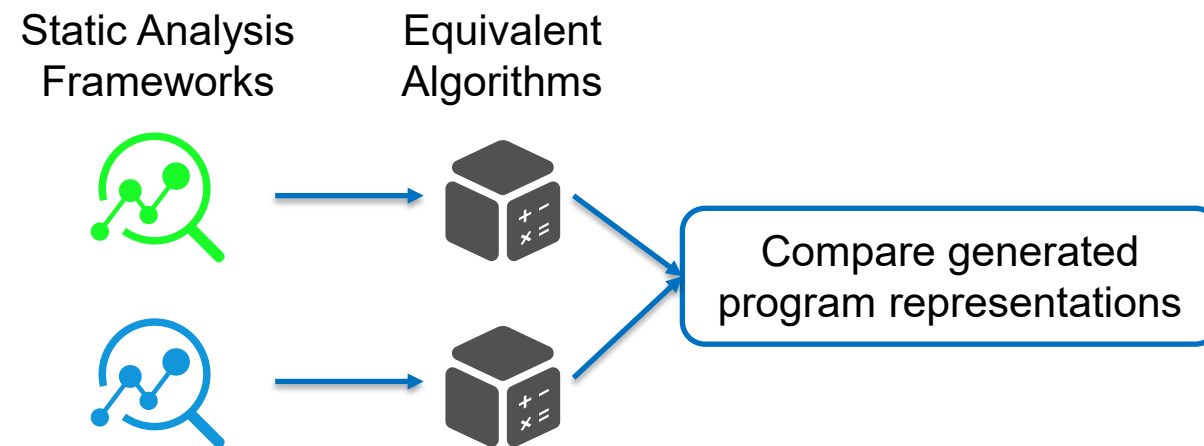 Static Analysis
Frameworks
Equivalent
Algorithms
+ −
× =
Compare generated
program representations
+ −
× =